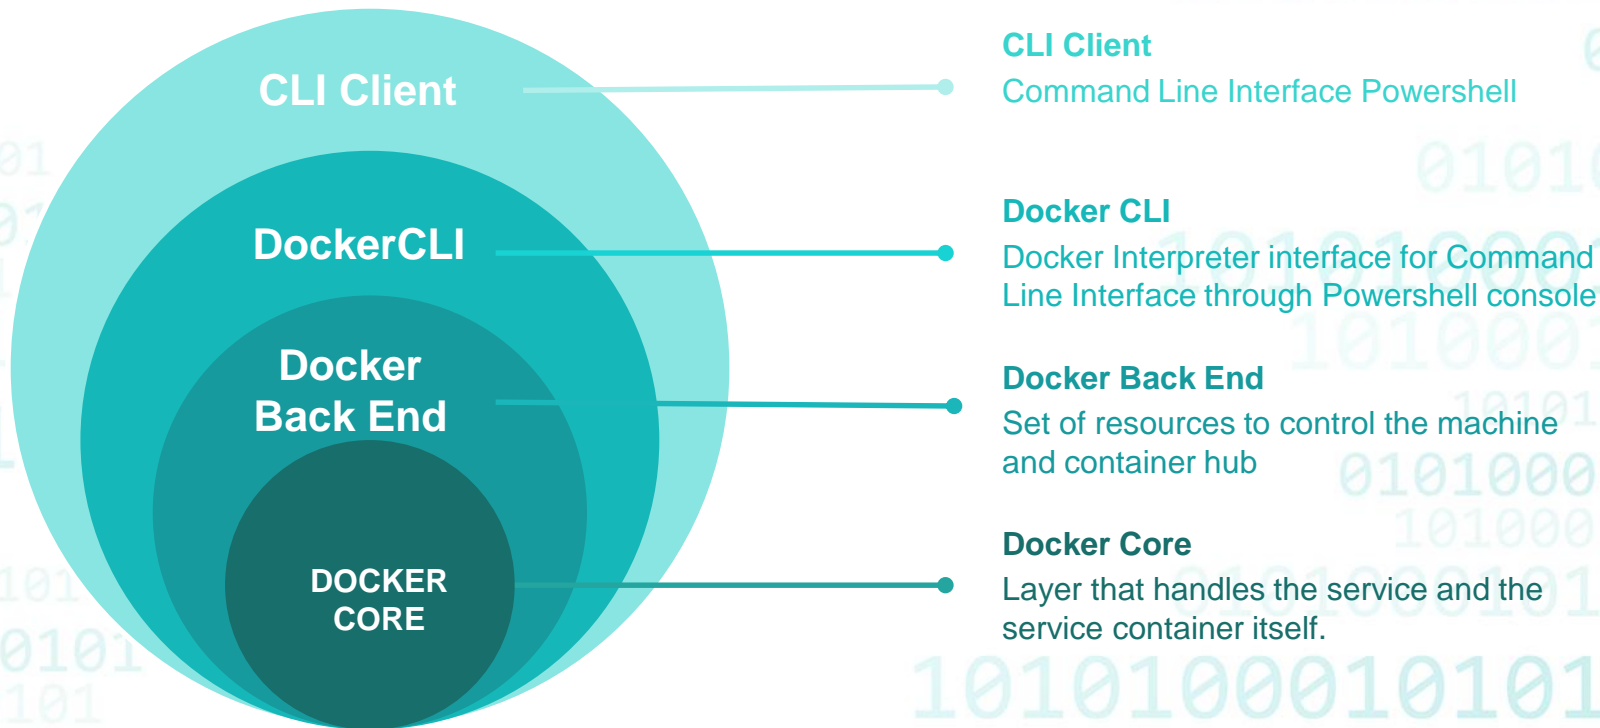 CLI Client
DockerCLI
Docker
Back End
DOCKER
CORE
CLI Client
Command Line Interface Powershell
Docker CLI
Docker Interpreter interface for Command
Line Interface through Powershell console
Docker Back End
Set of resources to control the machine
and container hub
Docker Core
Layer that handles the service and the
service container itself.